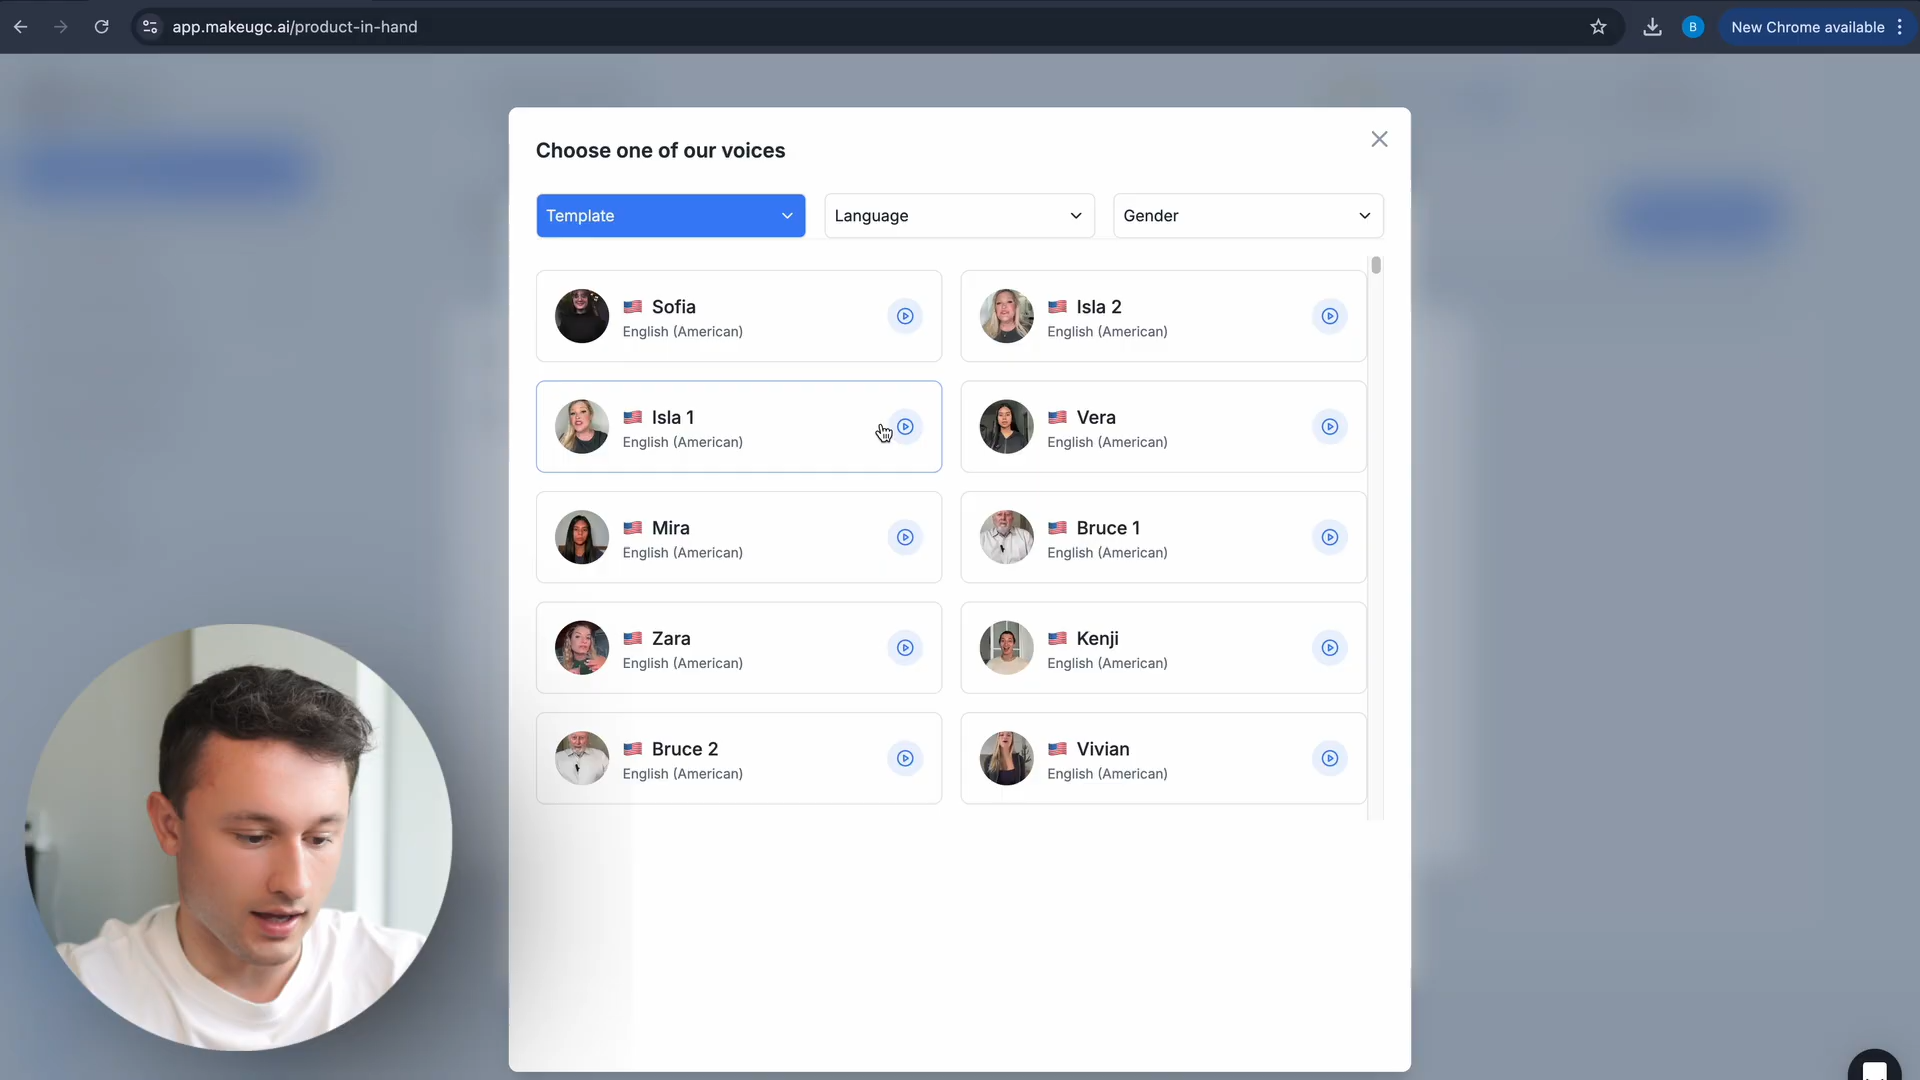 app.makeugc.ai/product-in-hand
B
New Chrome available
Choose one of our voices
Template
Language
Gender
Sofia
English (American)
Isla 2
English (American)
Isla 1
English (American)
Vera
English (American)
Mira
English (American)
Bruce 1
English (American)
Zara
English (American)
Kenji
English (American)
Bruce 2
English (American)
Vivian
English (American)